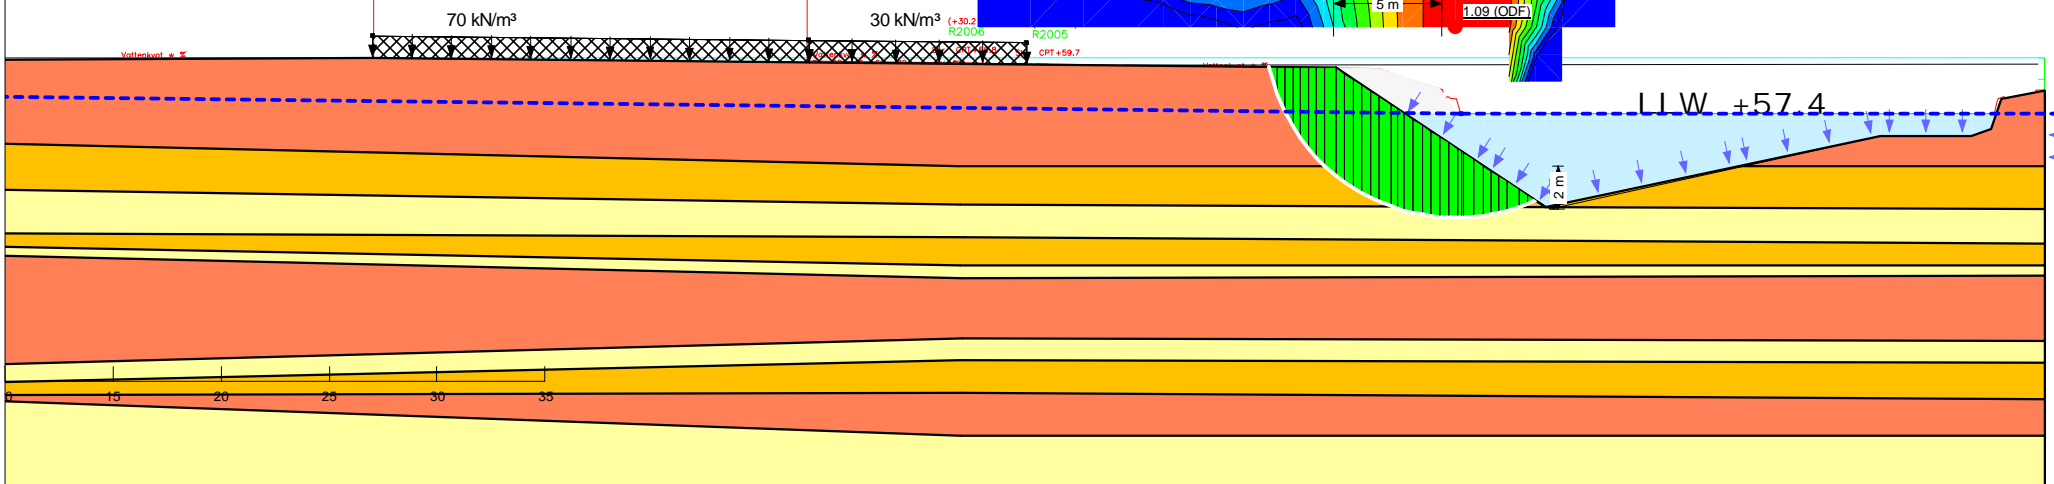 70 kN/m³
30 kN/m³
(+30.2
R2006
R2005
5 m
1.09 (ODF)
Vattenkvot w %
CPT +59.7
Vattenkvot w %
LLW +57.4
2 m
0
15
20
25
30
35